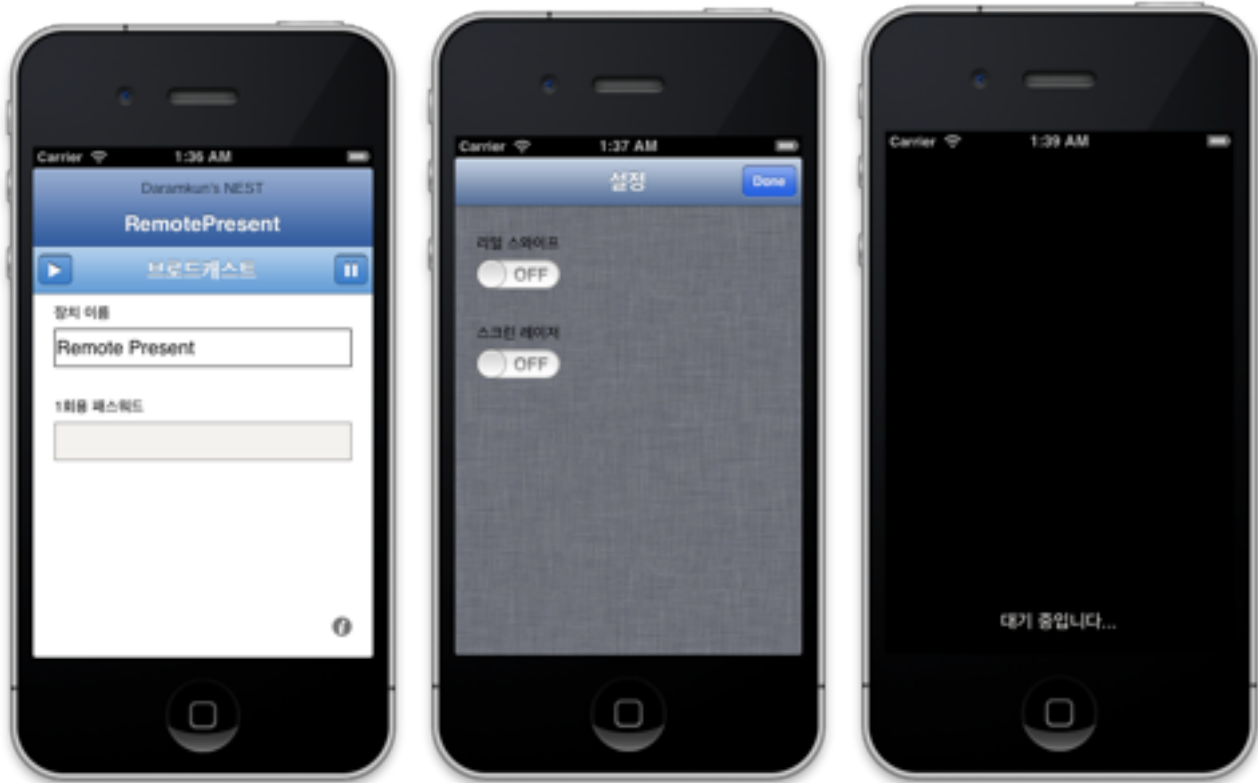 Carrier
1:36 AM
Daramkun's NEST
RemotePresent
브로드캐스트
장치 이름
Remote Present
1회용 패스워드
Carrier
1:37 AM
설정
Done
리얼 스와이프
OFF
스크린 레이저
OFF
Carrier
1:39 AM
대기 중입니다...